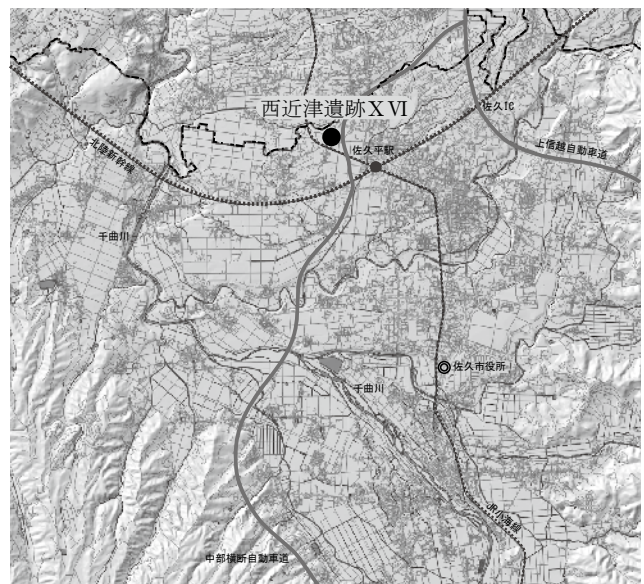 西近津遺跡ⅩⅥ
佐久IC
佐久平駅
上信越自動車道
北陸新幹線
千曲川
佐久市役所
千曲川
JR小海線
中部横断自動車道